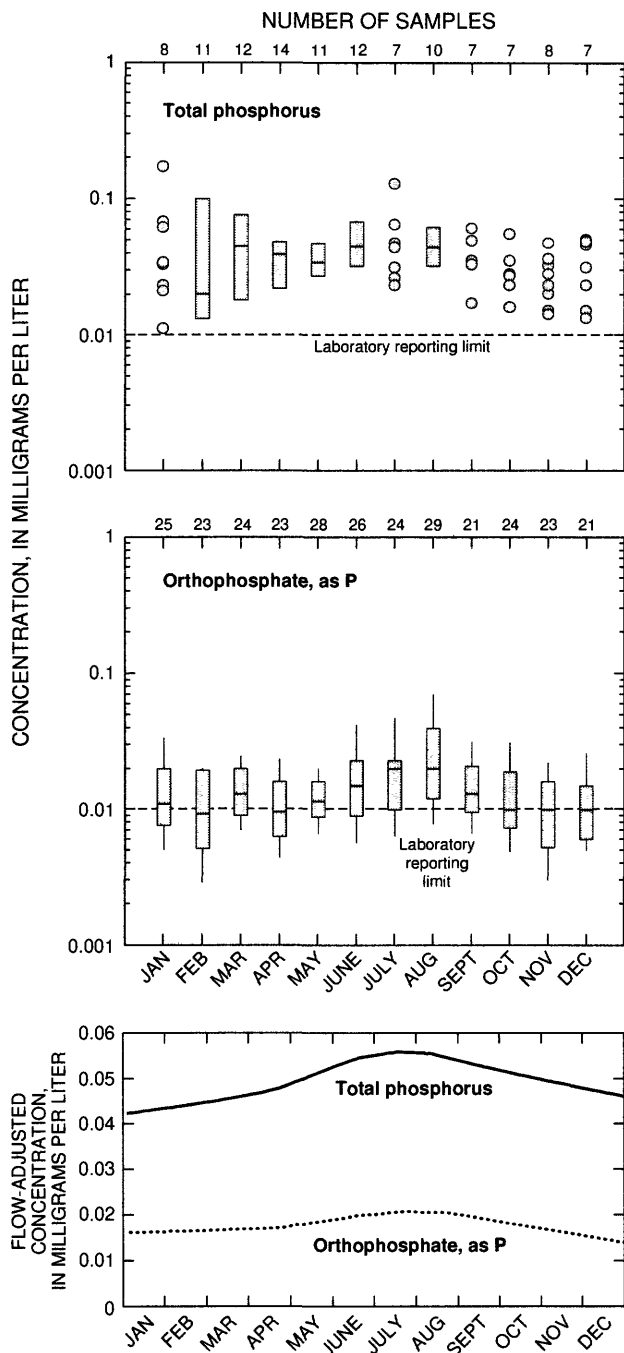 NUMBER OF SAMPLES
8 11 12 14 11 12 7 10 7 7 8 7
1
Total phosphorus
0.1
0.01
Laboratory reporting limit
0.001
CONCENTRATION, IN MILLIGRAMS PER LITER
25 23 24 23 28 26 24 29 21 24 23 21
1
Orthophosphate, as P
0.1
0.01
Laboratory
reporting
limit
0.001
JAN FEB MAR APR MAY JUNE JULY AUG SEPT OCT NOV DEC
0.06
0.05
Total phosphorus
0.04
0.03
0.02
Orthophosphate, as P
0.01
0
FLOW-ADJUSTED
CONCENTRATION,
IN MILLIGRAMS PER LITER
JAN FEB MAR APR MAY JUNE JULY AUG SEPT OCT NOV DEC